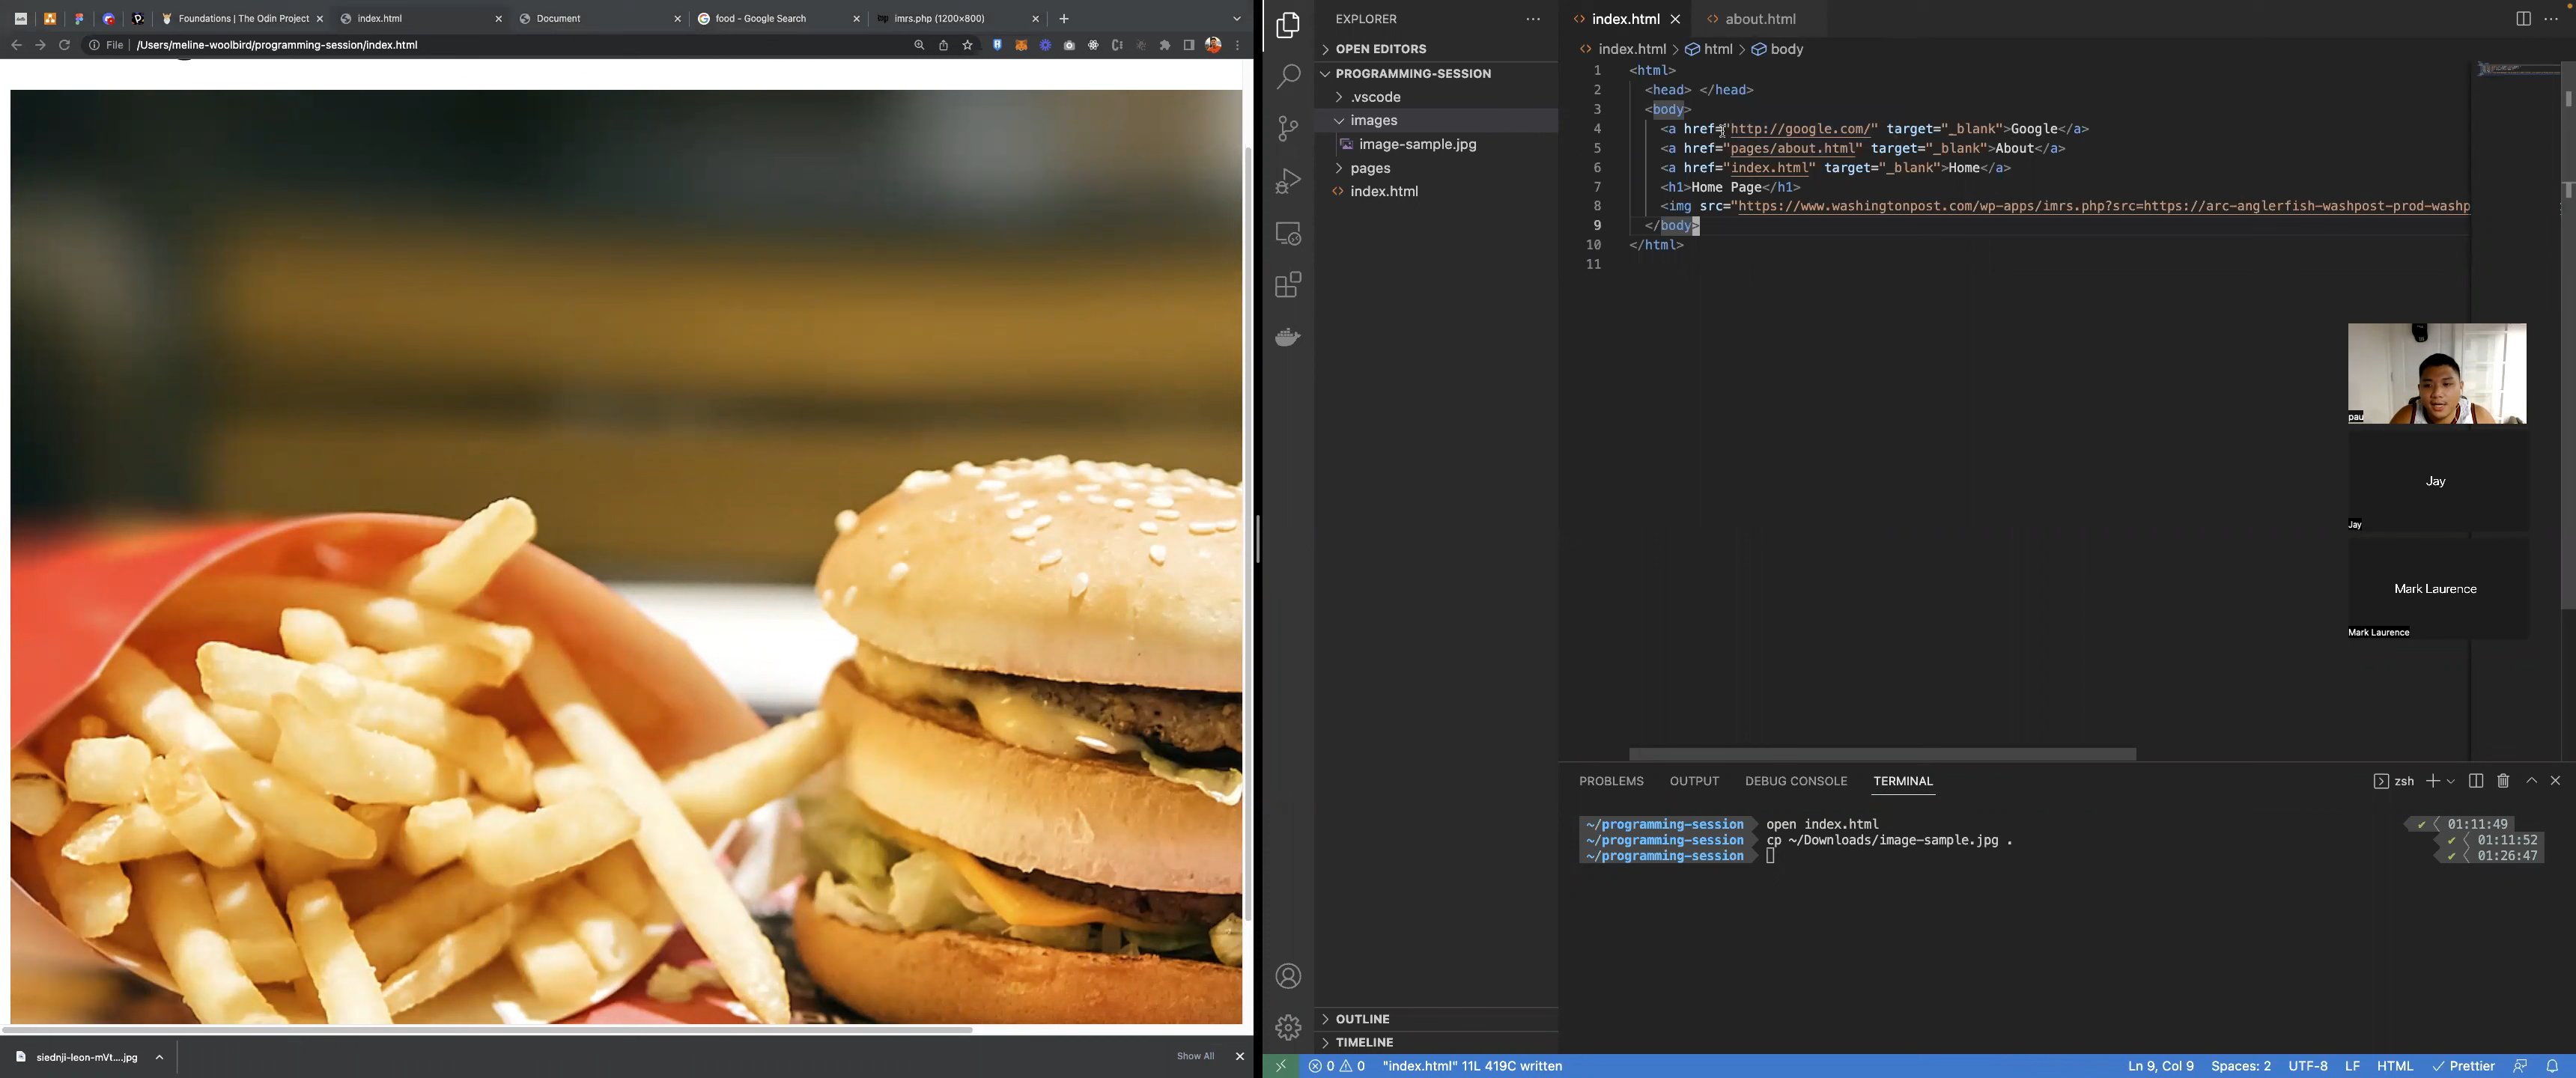 Foundations | The Odin Project
index.html
Document
food - Google Search
imrs.php (1200×800)
File
/Users/meline-woolbird/programming-session/index.html
siednji-leon-mVt....jpg
Show All
EXPLORER
OPEN EDITORS
PROGRAMMING-SESSION
.vscode
images
image-sample.jpg
pages
index.html
OUTLINE
TIMELINE
index.html
about.html
index.html > html > body
1 <html>
2 <head> </head>
3 <body>
4 <a href="http://google.com/" target="_blank">Google</a>
5 <a href="pages/about.html" target="_blank">About</a>
6 <a href="index.html" target="_blank">Home</a>
7 <h1>Home Page</h1>
8 <img src="https://www.washingtonpost.com/wp-apps/imrs.php?src=https://arc-anglerfish-washpost-prod-washp
9 </body>
10 </html>
11
pau
Jay
Jay
Mark Laurence
Mark Laurence
PROBLEMS OUTPUT DEBUG CONSOLE TERMINAL
zsh
~/programming-session open index.html 01:11:49
~/programming-session cp ~/Downloads/image-sample.jpg . 01:11:52
~/programming-session 01:26:47
0 0 "index.html" 11L 419C written
Ln 9, Col 9 Spaces: 2 UTF-8 LF HTML Prettier